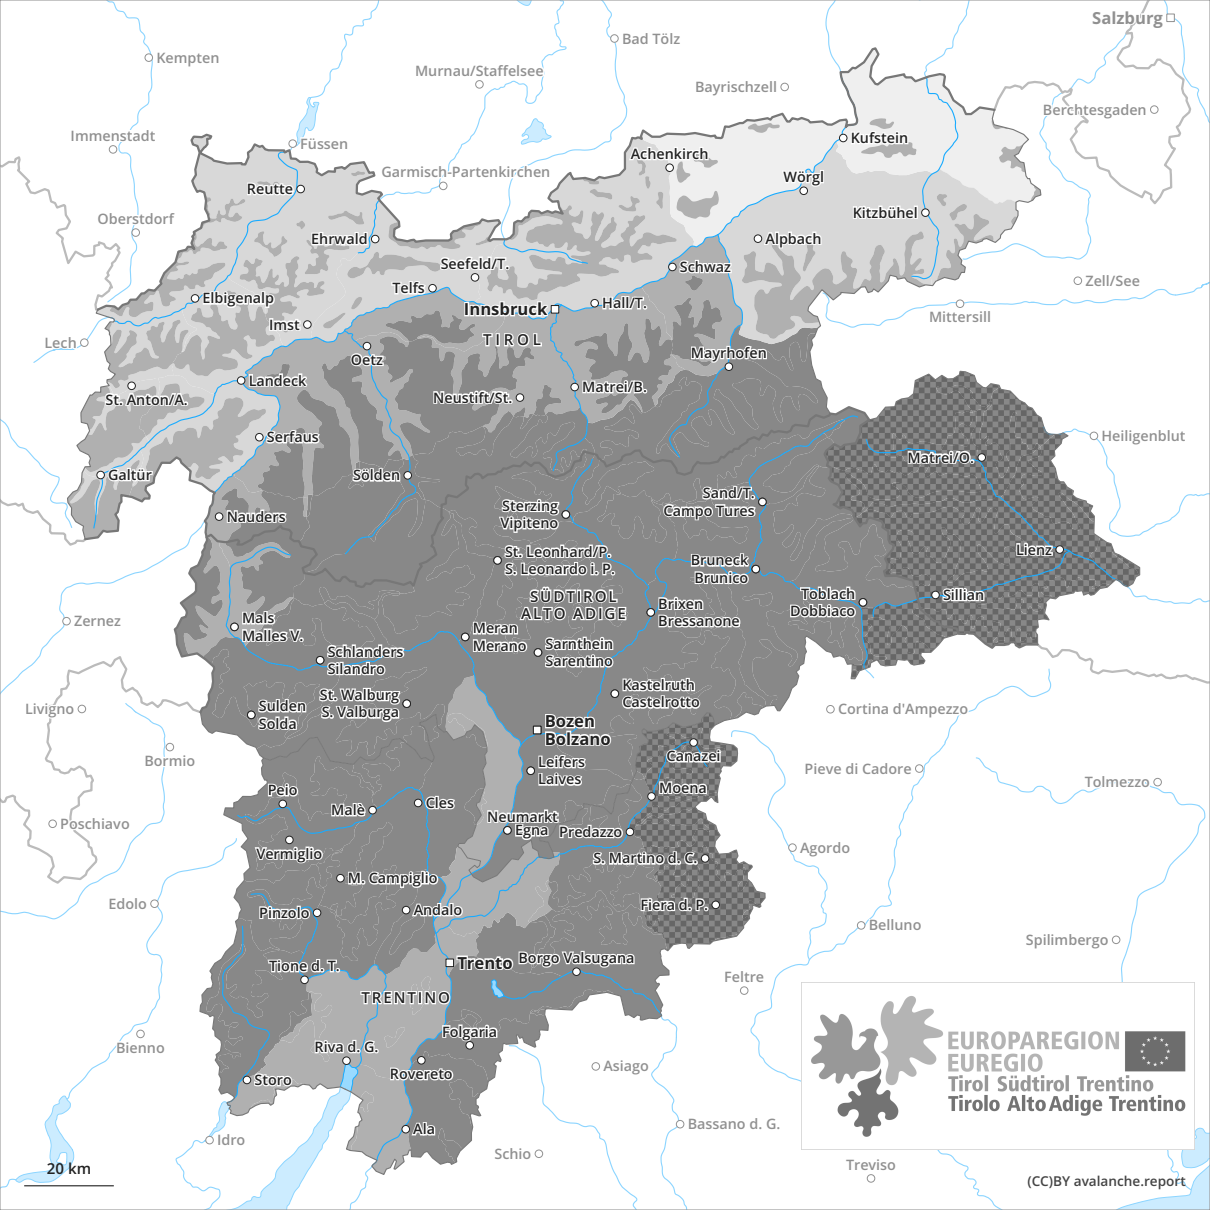 Salzburg
Bad Tölz
Kempten
Murnau/Staffelsee
Bayrischzell
Berchtesgaden
Immenstadt
Füssen
Kufstein
Achenkirch
Garmisch-Partenkirchen
Wörgl
Reutte
Oberstdorf
Kitzbühel
Ehrwald
Alpbach
Seefeld/T.
Schwaz
Zell/See
Telfs
Elbigenalp
Hall/T.
Innsbruck
Mittersill
Imst
TIROL
Lech
Oetz
Mayrhofen
Landeck
Matrei/B.
St. Anton/A.
Neustift/St.
Serfaus
Heiligenblut
Matrei/O.
Galtür
Sölden
Sand/T.
Campo Tures
Sterzing
Vipiteno
Nauders
St. Leonhard/P.
S. Leonardo i. P.
Lienz
Bruneck
Brunico
SÜDTIROL
ALTO ADIGE
Toblach
Dobbiaco
Sillian
Brixen
Bressanone
Zernez
Mals
Malles V.
Meran
Merano
Sarnthein
Sarentino
Schlanders
Silandro
Kastelruth
Castelrotto
St. Walburg
S. Valburga
Livigno
Sulden
Solda
Cortina d'Ampezzo
Bozen
Bolzano
Bormio
Canazei
Leifers
Laives
Pieve di Cadore
Tolmezzo
Peio
Moena
Malè
Cles
Neumarkt
Egna
Predazzo
Poschiavo
Vermiglio
Agordo
S. Martino d. C.
M. Campiglio
Edolo
Pinzolo
Andalo
Fiera d. P.
Belluno
Spilimbergo
Tione d. T.
Trento
Borgo Valsugana
Feltre
TRENTINO
Folgaria
Bienno
Riva d. G.
EUROPAREGION
EUREGIO
Tirol Südtirol Trentino
Tirolo Alto Adige Trentino
Storo
Rovereto
Asiago
Ala
Bassano d. G.
Idro
Schio
Treviso
20 km
(CC)BY avalanche.report